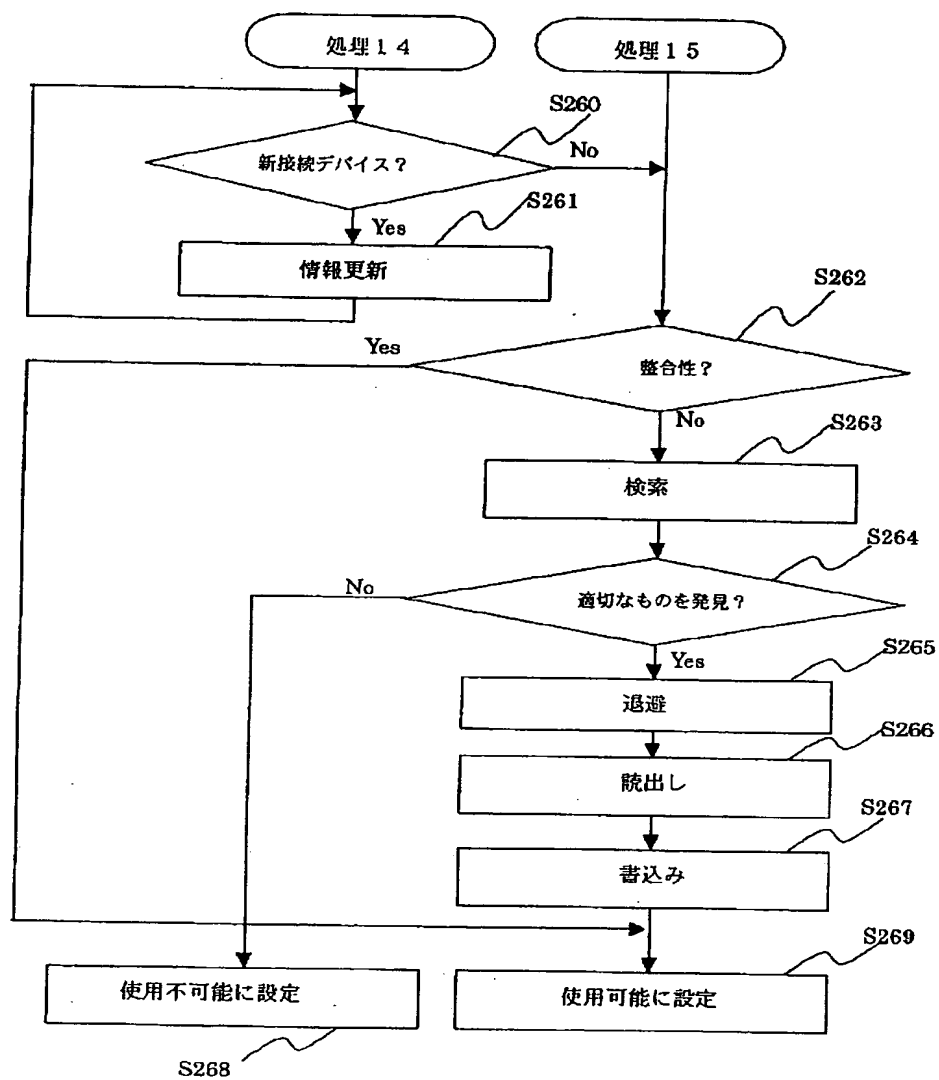 処理１４
処理１５
S260
新接続デバイス？
No
S261
Yes
情報更新
S262
Yes
整合性？
No
S263
検索
S264
No
適切なものを発見？
Yes
S265
退避
S266
読出し
S267
書込み
S269
使用不可能に設定
使用可能に設定
S268